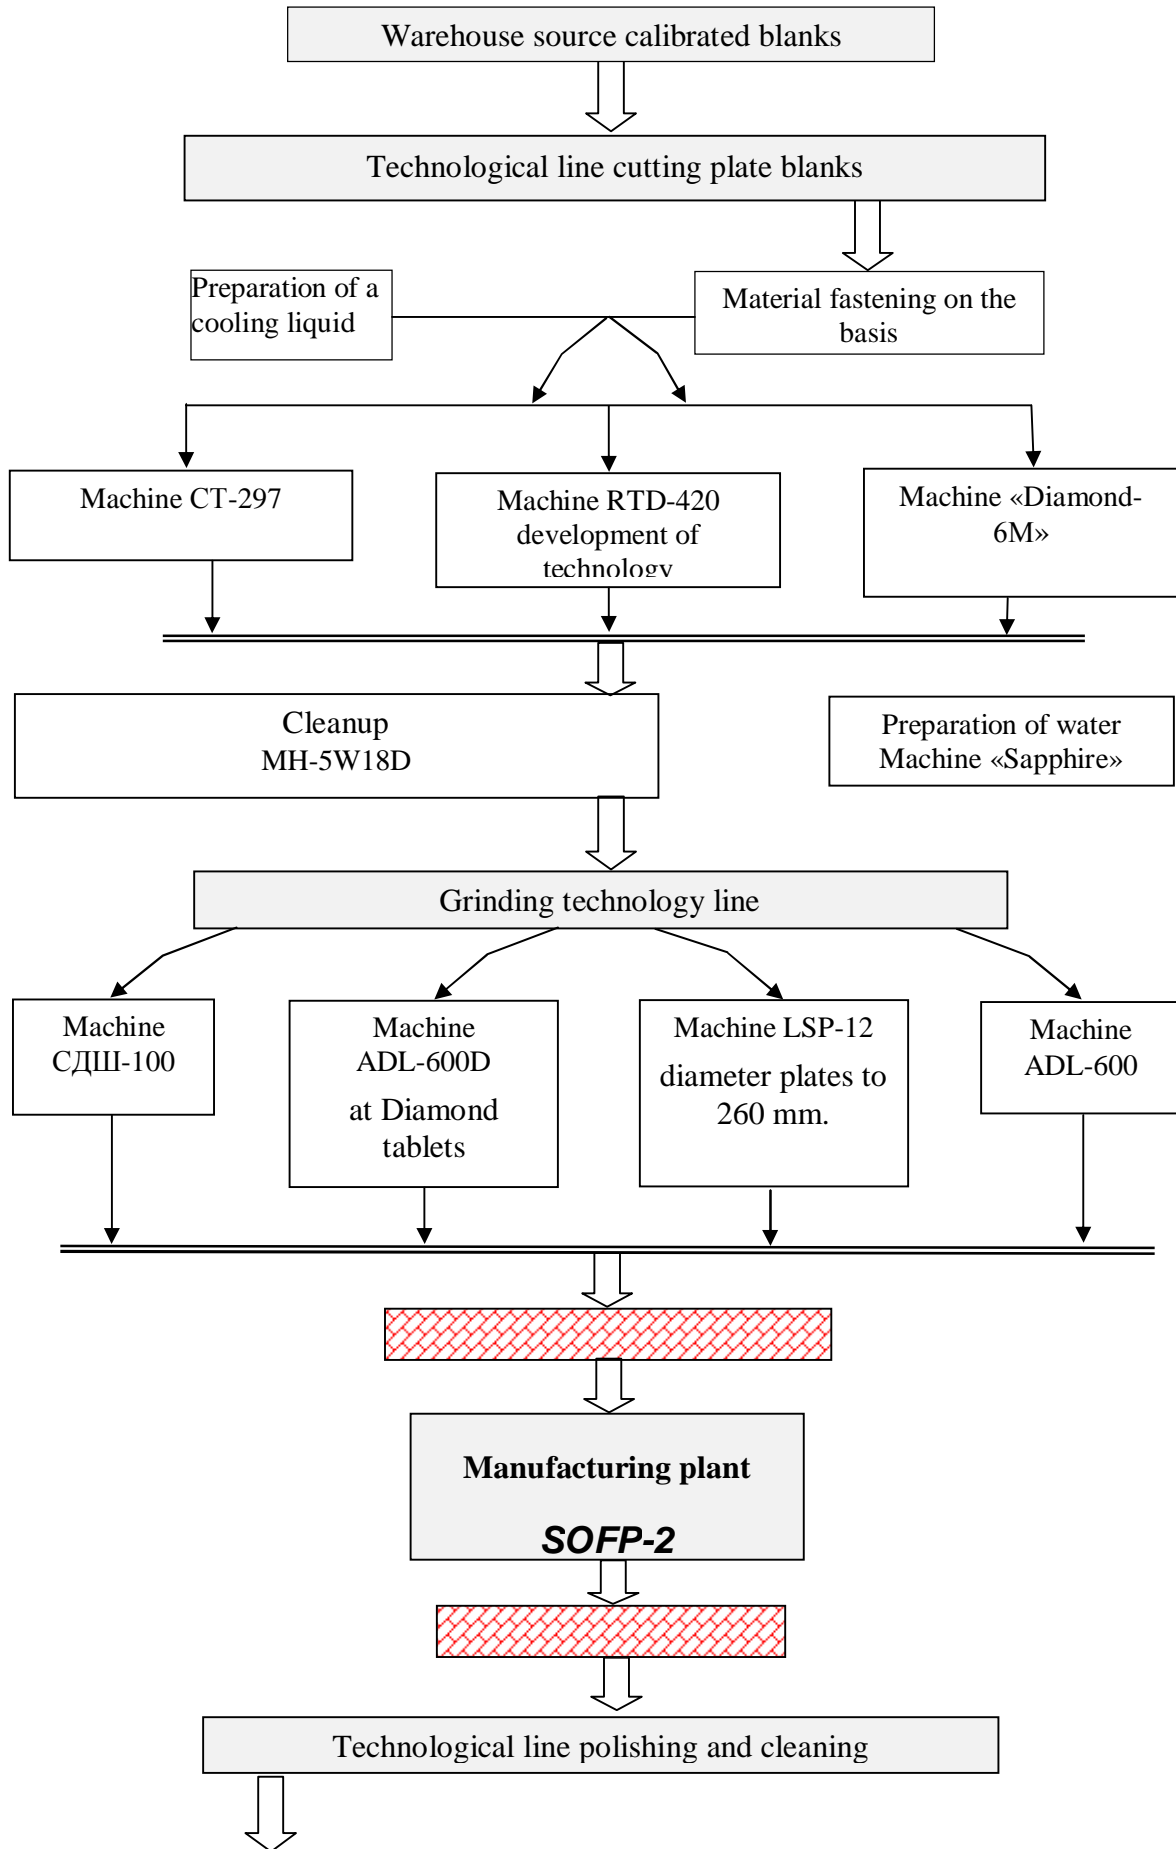 Warehouse source calibrated blanks
Technological line cutting plate blanks
Preparation of a
cooling liquid
Material fastening on the
basis
Machine CT-297
Machine RTD-420
development of
technology
Machine «Diamond-
6M»
Cleanup
MH-5W18D
Preparation of water
Machine «Sapphire»
Grinding technology line
Machine
СДШ-100
Machine
ADL-600D
at Diamond
tablets
Machine LSP-12
diameter plates to
260 mm.
Machine
ADL-600
Manufacturing plant
SOFP-2
Technological line polishing and cleaning